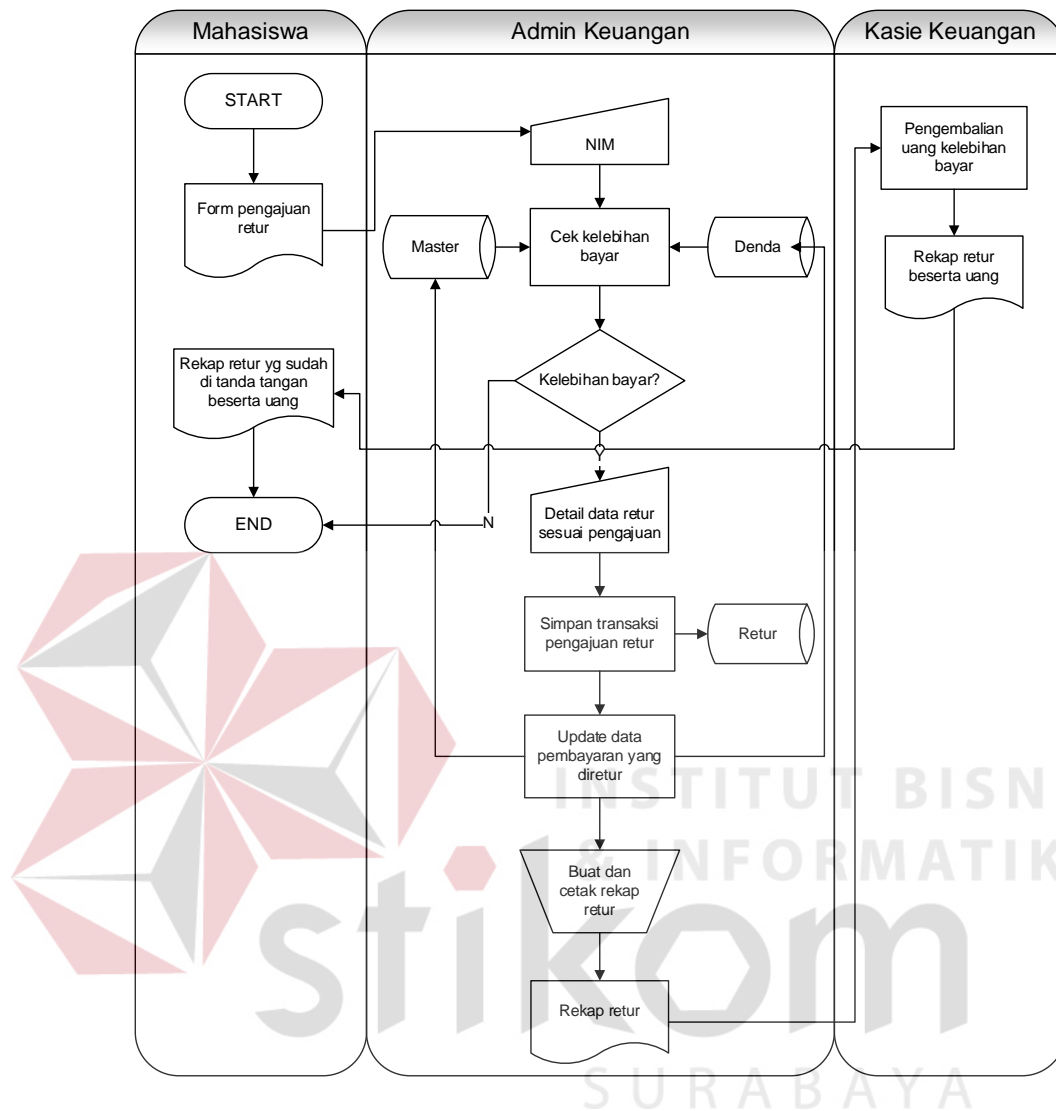 Mahasiswa
Admin Keuangan
Kasie Keuangan
START
NIM
Pengembalian
uang kelebihan
bayar
Form pengajuan
retur
Master
Cek kelebihan
bayar
Denda
Rekap retur
beserta uang
Rekap retur yg sudah
di tanda tangan
beserta uang
Kelebihan bayar?
Y
END
N
Detail data retur
sesuai pengajuan
Simpan transaksi
pengajuan retur
Retur
Update data
pembayaran yang
diretur
INSTITUT BISN
& INFORMATIK
Buat dan
cetak rekap
retur
stikom
Rekap retur
SURABAYA